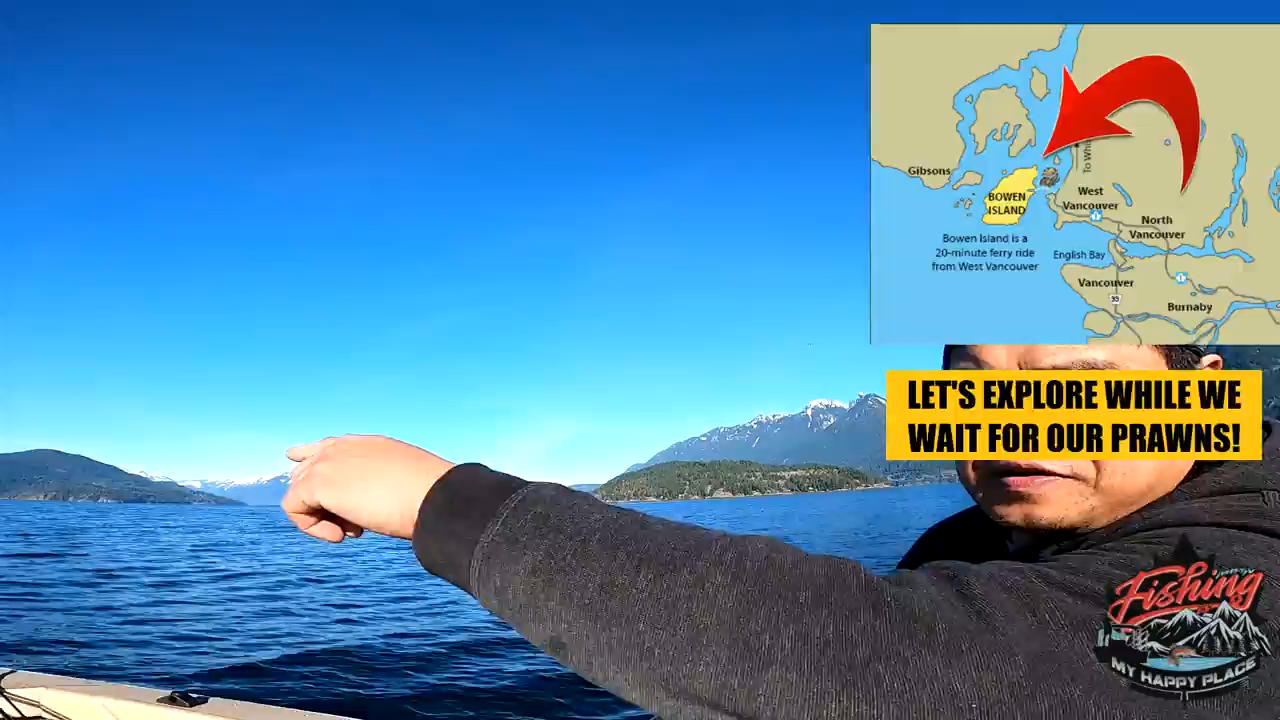 To Whi
Gibsons
BOWEN
ISLAND
West
Vancouver
North
Vancouver
Bowen Island is a
20-minute ferry ride
from West Vancouver
English Bay
Vancouver
99
Burnaby
LET'S EXPLORE WHILE WE
WAIT FOR OUR PRAWNS!
Fishing
MY HAPPY PLACE